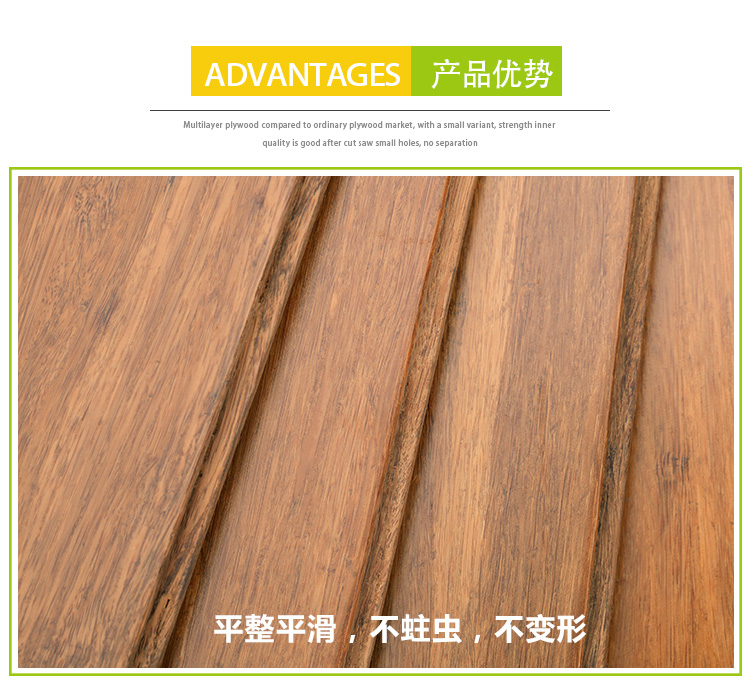 ADVANTAGES 产品优势
Multilayer plywood compared to ordinary plywood market, with a small variant, strength inner
quality is good after cut saw small holes, no separation
平整平滑，不蛀虫，不变形